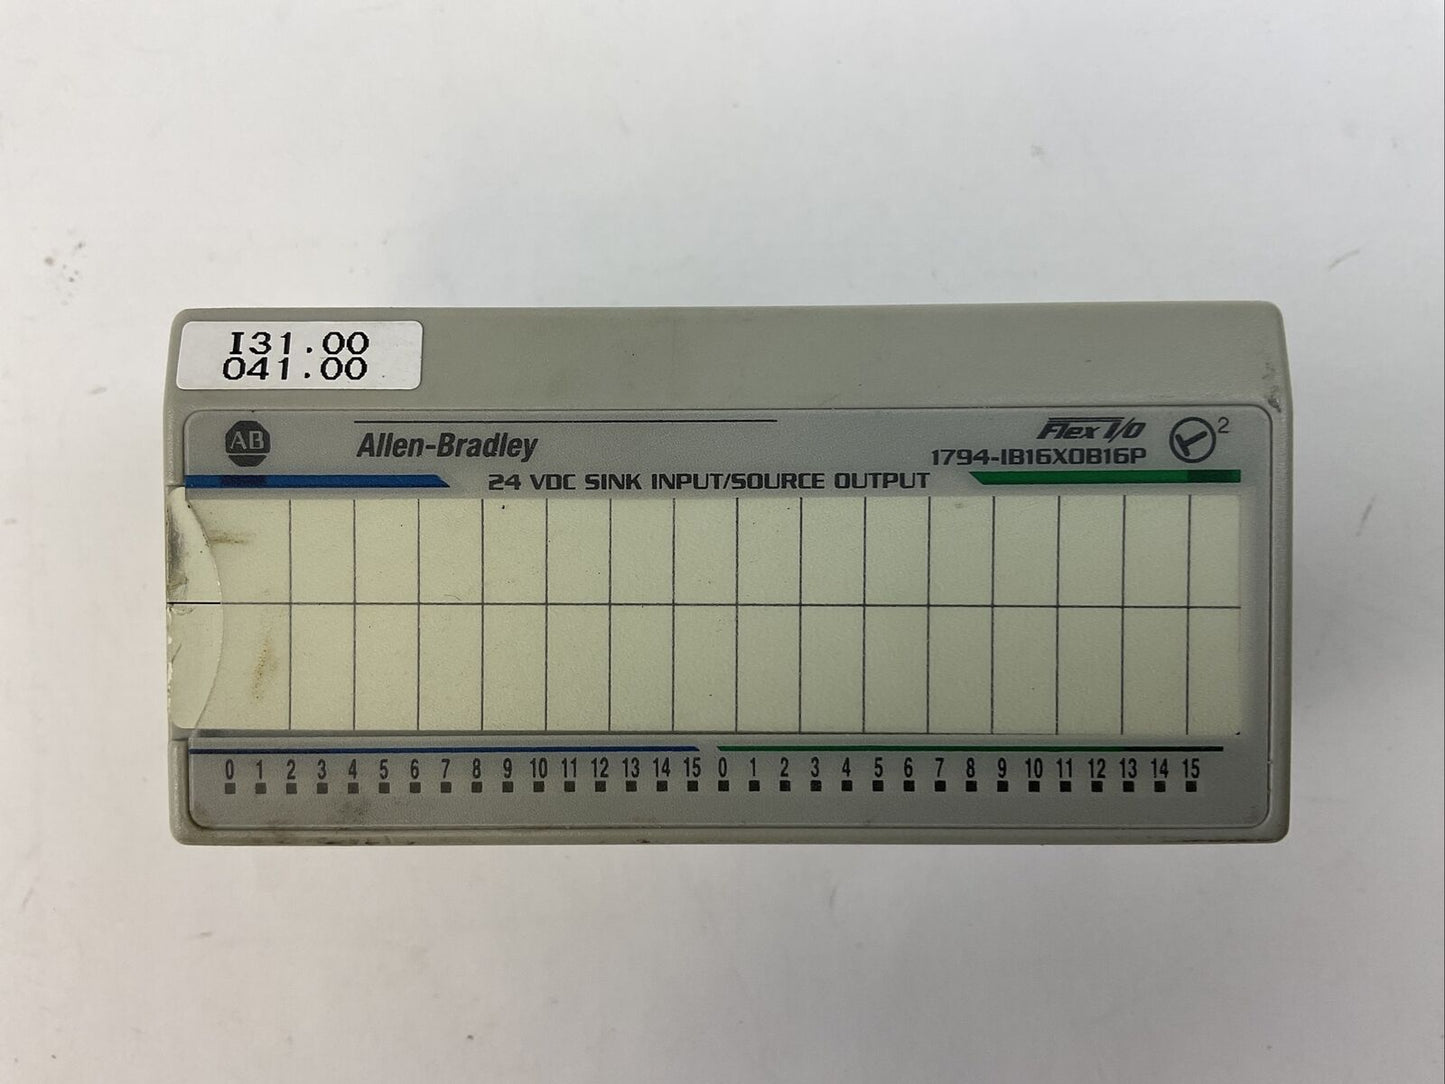 I31.00
O41.00
AB
Allen-Bradley
Flex I/O
2
1794-IB16XOB16P
24 VDC SINK INPUT/SOURCE OUTPUT
0 1 2 3 4 5 6 7 8 9 10 11 12 13 14 15 0 1 2 3 4 5 6 7 8 9 10 11 12 13 14 15